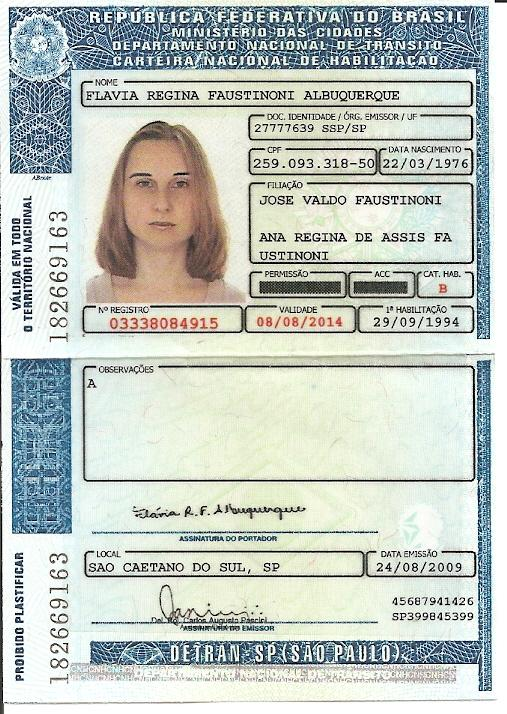 REPÚBLICA FEDERATIVA DO BRASIL
MINISTÉRIO DAS CIDADES
DEPARTAMENTO NACIONAL DE TRÂNSITO
CARTEIRA NACIONAL DE HABILITAÇÃO
NOME
FLAVIA REGINA FAUSTINONI ALBUQUERQUE
DOC. IDENTIDADE / ÓRG. EMISSOR / UF
27777639 SSP/SP
CPF DATA NASCIMENTO
259.093.318-50 22/03/1976
FILIAÇÃO
JOSE VALDO FAUSTINONI
ANA REGINA DE ASSIS FA
USTINONI
PERMISSÃO ACC CAT. HAB.
B
Nº REGISTRO VALIDADE 1ª HABILITAÇÃO
03338084915 08/08/2014 29/09/1994
VÁLIDA EM TODO
O TERRITÓRIO NACIONAL
182669163
OBSERVAÇÕES
A
Flávia R. F. Albuquerque
ASSINATURA DO PORTADOR
LOCAL DATA EMISSÃO
SAO CAETANO DO SUL, SP 24/08/2009
45687941426
SP399845399
Carlos Augusto
ASSINATURA DO EMISSOR
PROIBIDO PLASTIFICAR
182669163
DETRAN-SP (SÃO PAULO)
DEPARTAMENTO NACIONAL DE TRÂNSITO